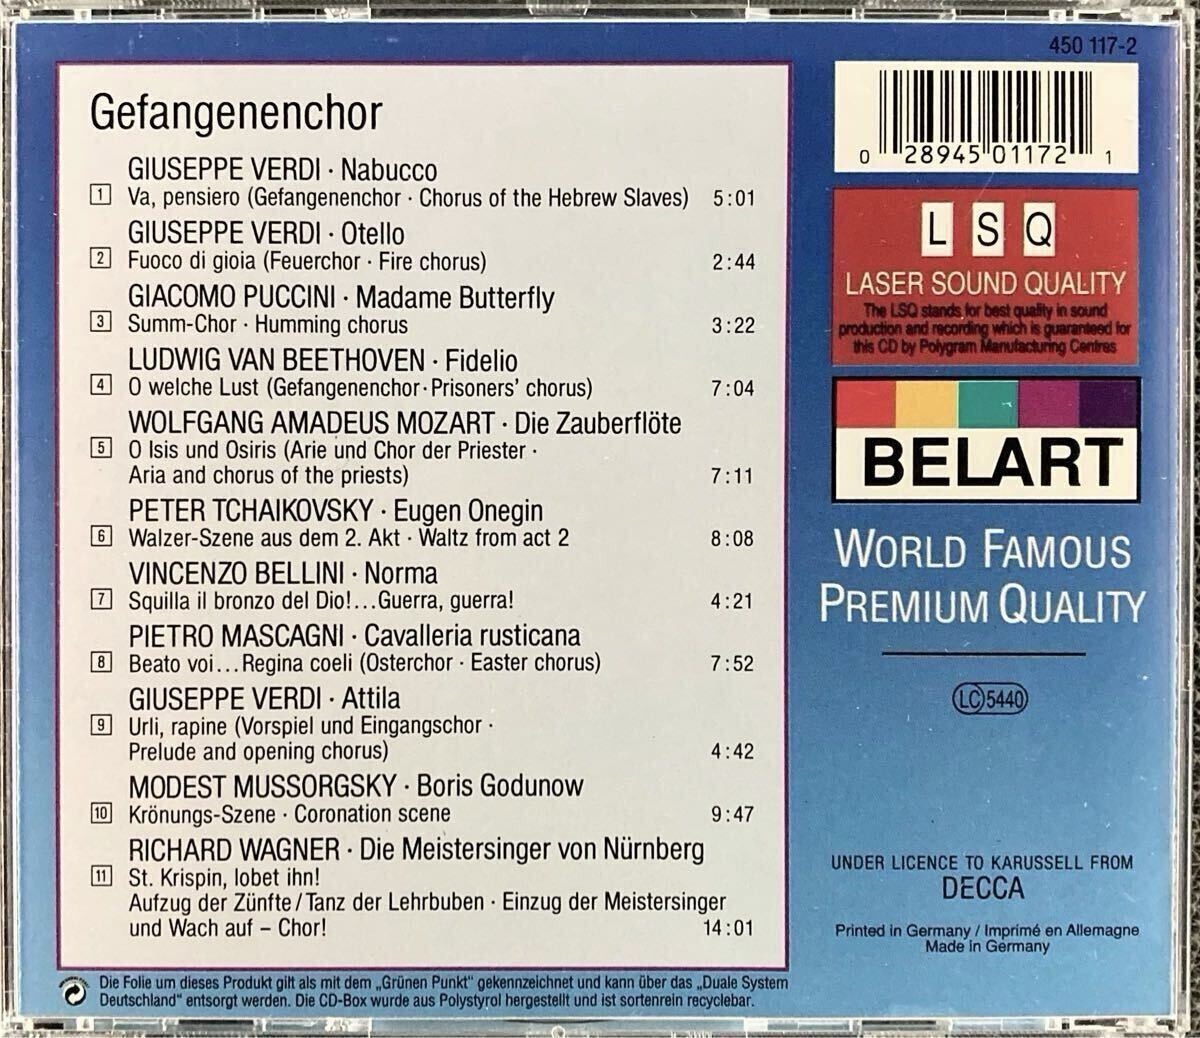 450 117-2
Gefangenenchor
GIUSEPPE VERDI · Nabucco
1 Va, pensiero (Gefangenenchor · Chorus of the Hebrew Slaves) 5:01
GIUSEPPE VERDI · Otello
2 Fuoco di gioia (Feuerchor · Fire chorus) 2:44
GIACOMO PUCCINI · Madame Butterfly
3 Summ-Chor · Humming chorus 3:22
LUDWIG VAN BEETHOVEN · Fidelio
4 O welche Lust (Gefangenenchor · Prisoners' chorus) 7:04
WOLFGANG AMADEUS MOZART · Die Zauberflöte
5 O Isis und Osiris (Arie und Chor der Priester ·
Aria and chorus of the priests) 7:11
PETER TCHAIKOVSKY · Eugen Onegin
6 Walzer-Szene aus dem 2. Akt · Waltz from act 2 8:08
VINCENZO BELLINI · Norma
7 Squilla il bronzo del Dio!...Guerra, guerra! 4:21
PIETRO MASCAGNI · Cavalleria rusticana
8 Beato voi...Regina coeli (Osterchor · Easter chorus) 7:52
GIUSEPPE VERDI · Attila
9 Urli, rapine (Vorspiel und Eingangschor ·
Prelude and opening chorus) 4:42
MODEST MUSSORGSKY · Boris Godunow
10 Krönungs-Szene · Coronation scene 9:47
RICHARD WAGNER · Die Meistersinger von Nürnberg
11 St. Krispin, lobet ihn!
Aufzug der Zünfte / Tanz der Lehrbuben · Einzug der Meistersinger
und Wach auf – Chor! 14:01
Die Folie um dieses Produkt gilt als mit dem „Grünen Punkt" gekennzeichnet und kann über das „Duale System
Deutschland" entsorgt werden. Die CD-Box wurde aus Polystyrol hergestellt und ist sortenrein recyclebar.
0 28945 01172 1
L S Q
LASER SOUND QUALITY
The LSQ stands for best quality in sound
production and recording which is guaranteed for
this CD by Polygram Manufacturing Centres
BELART
WORLD FAMOUS
PREMIUM QUALITY
LC 5440
UNDER LICENCE TO KARUSSELL FROM
DECCA
Printed in Germany / Imprimé en Allemagne
Made in Germany